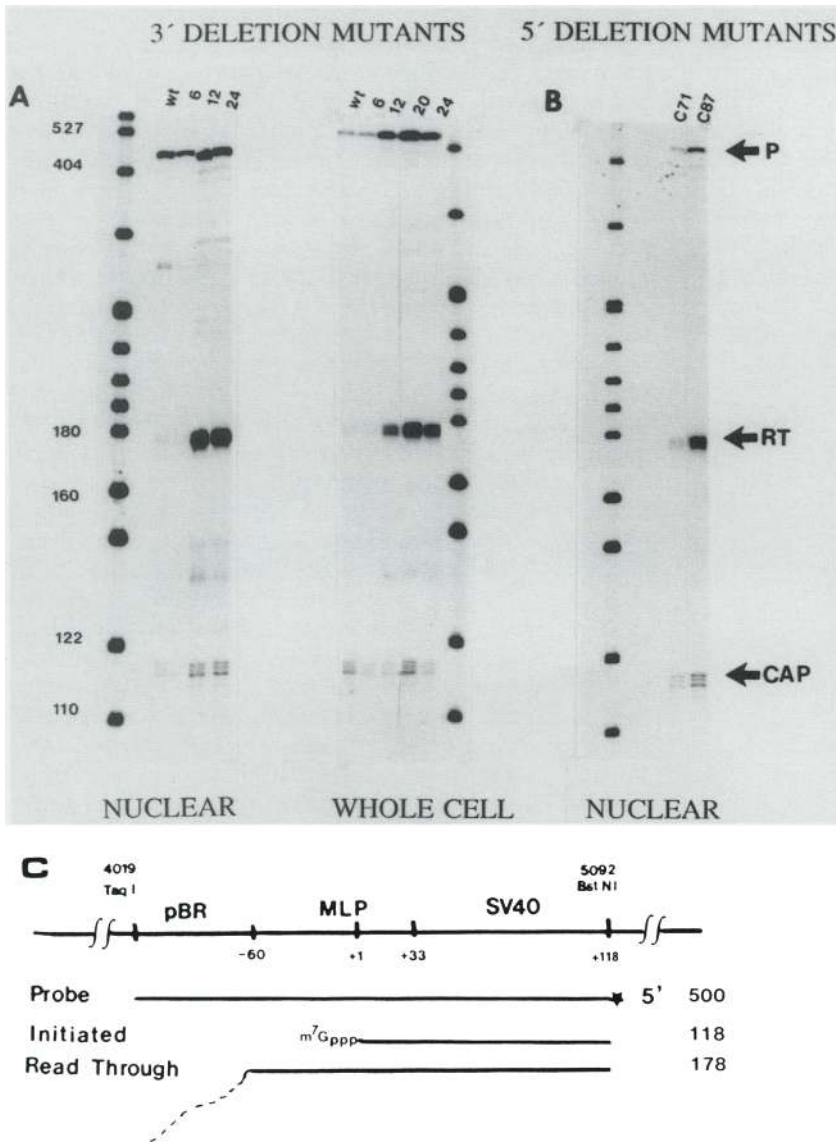 3′ DELETION MUTANTS
5′ DELETION MUTANTS
A
wt 6 12 24
wt 6 12 20 24
B
C71 C87
527
404
180
160
122
110
P
RT
CAP
NUCLEAR
WHOLE CELL
NUCLEAR
C
4019
Taq I
5092
Bst NI
pBR
MLP
SV40
-60
+1
+33
+118
Probe
5'
500
Initiated
m⁷Gppp
118
Read Through
178